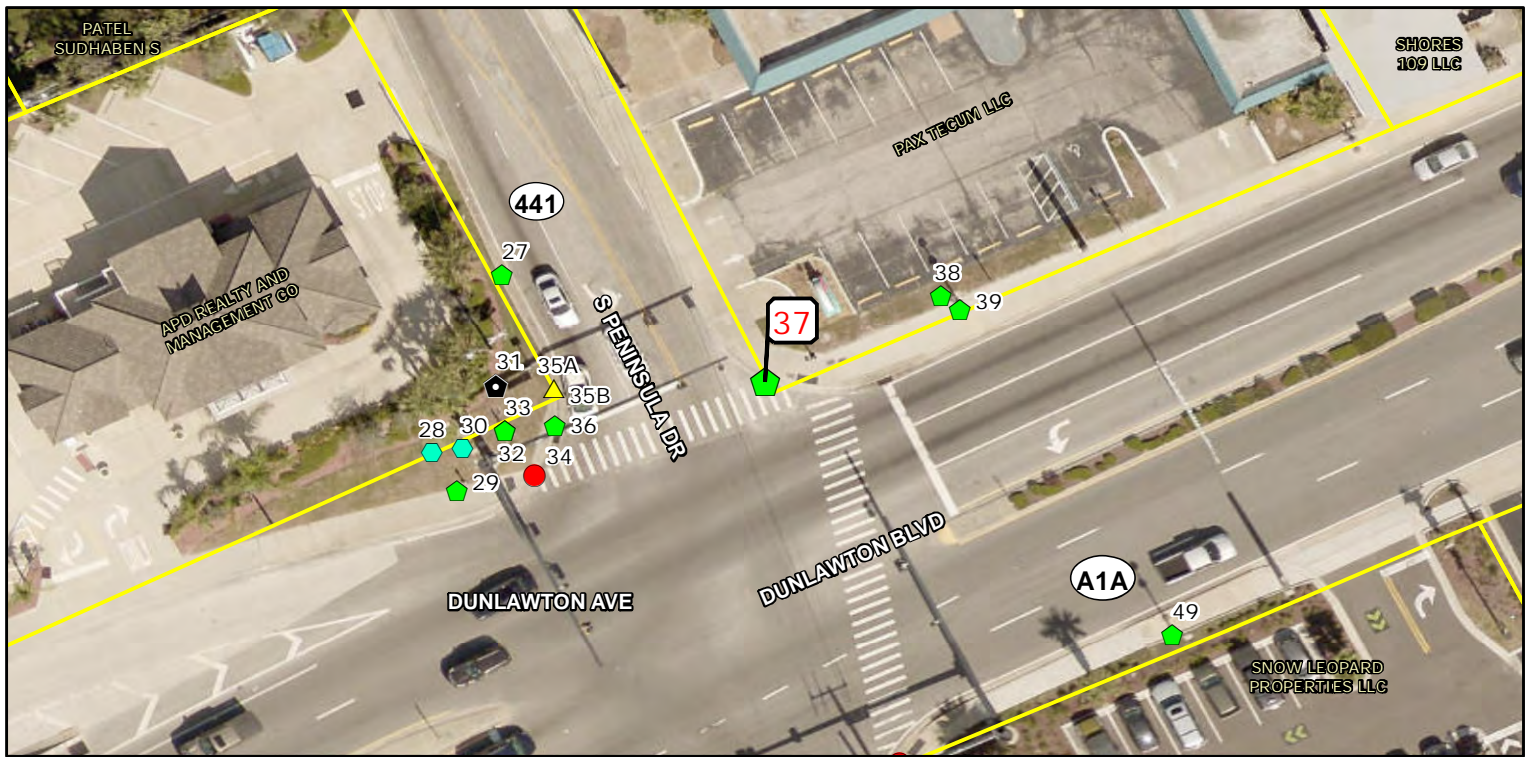 PATEL
SUDHABEN S
SHORES
109 LLC
PAX TECUM LLC
STOP
441
27
APD REALTY AND
MANAGEMENT CO
S PENINSULA DR
38
39
37
31
35A
35B
33
36
28
30
32
34
29
DUNLAWTON BLVD
DUNLAWTON AVE
A1A
49
SNOW LEOPARD
PROPERTIES LLC